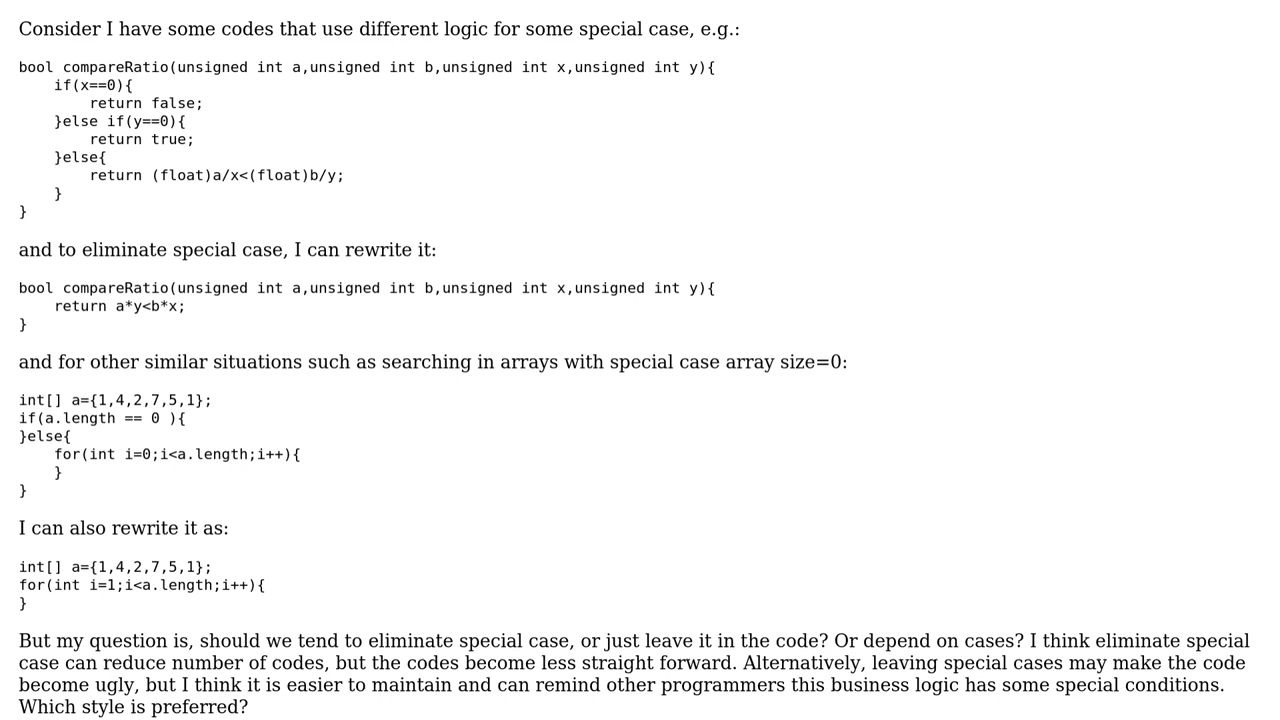 Consider I have some codes that use different logic for some special case, e.g.:
bool compareRatio(unsigned int a,unsigned int b,unsigned int x,unsigned int y){
    if(x==0){
        return false;
    }else if(y==0){
        return true;
    }else{
        return (float)a/x<(float)b/y;
    }
}
and to eliminate special case, I can rewrite it:
bool compareRatio(unsigned int a,unsigned int b,unsigned int x,unsigned int y){
    return a*y<b*x;
}
and for other similar situations such as searching in arrays with special case array size=0:
int[] a={1,4,2,7,5,1};
if(a.length == 0 ){
}else{
    for(int i=0;i<a.length;i++){
    }
}
I can also rewrite it as:
int[] a={1,4,2,7,5,1};
for(int i=1;i<a.length;i++){
}
But my question is, should we tend to eliminate special case, or just leave it in the code? Or depend on cases? I think eliminate special
case can reduce number of codes, but the codes become less straight forward. Alternatively, leaving special cases may make the code
become ugly, but I think it is easier to maintain and can remind other programmers this business logic has some special conditions.
Which style is preferred?